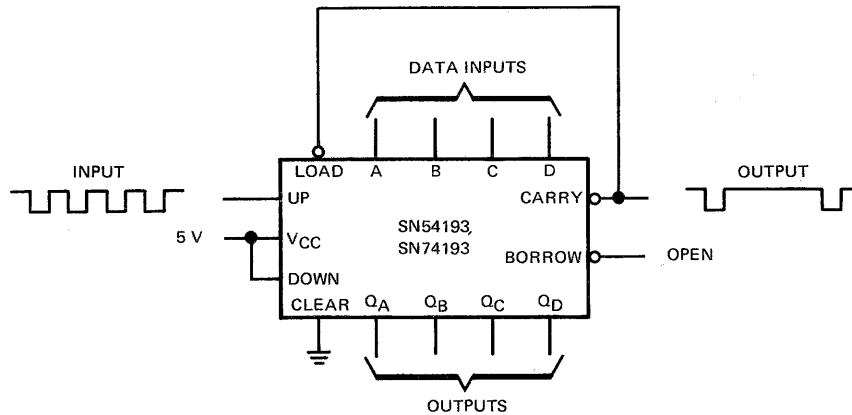 DATA INPUTS
INPUT
LOAD A B C D
OUTPUT
UP
CARRY
SN54193,
SN74193
5 V
VCC
BORROW
OPEN
DOWN
CLEAR QA QB QC QD
OUTPUTS